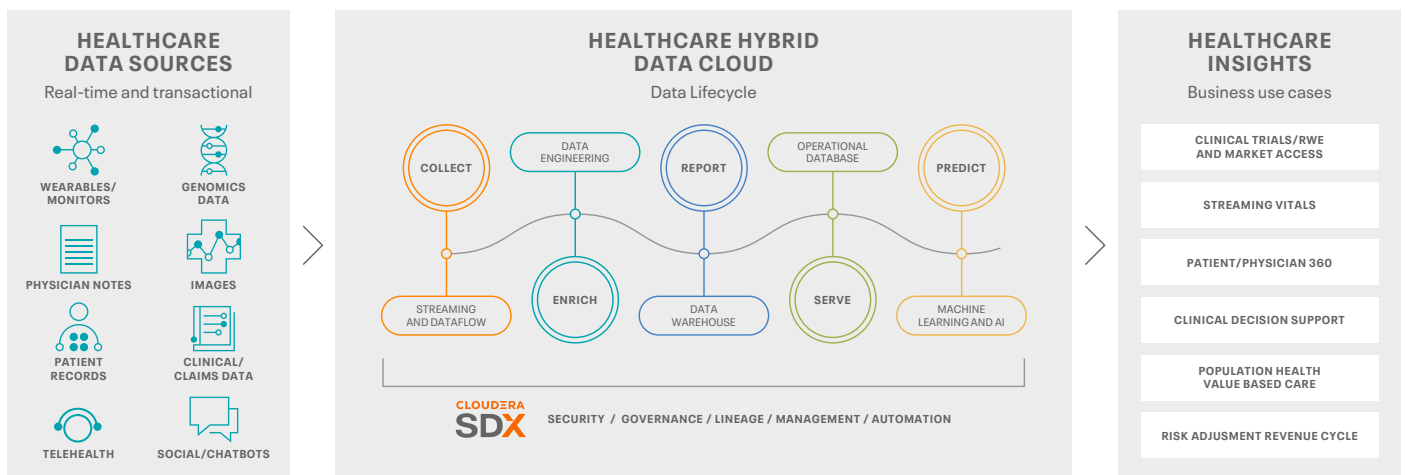 HEALTHCARE
DATA SOURCES
Real-time and transactional
WEARABLES/
MONITORS
GENOMICS
DATA
PHYSICIAN NOTES
IMAGES
PATIENT
RECORDS
CLINICAL/
CLAIMS DATA
TELEHEALTH
SOCIAL/CHATBOTS
HEALTHCARE HYBRID
DATA CLOUD
Data Lifecycle
COLLECT
STREAMING
AND DATAFLOW
DATA
ENGINEERING
ENRICH
REPORT
DATA
WAREHOUSE
OPERATIONAL
DATABASE
SERVE
PREDICT
MACHINE
LEARNING AND AI
CLOUDERA
SDX
SECURITY / GOVERNANCE / LINEAGE / MANAGEMENT / AUTOMATION
HEALTHCARE
INSIGHTS
Business use cases
CLINICAL TRIALS/RWE
AND MARKET ACCESS
STREAMING VITALS
PATIENT/PHYSICIAN 360
CLINICAL DECISION SUPPORT
POPULATION HEALTH
VALUE BASED CARE
RISK ADJUSMENT REVENUE CYCLE